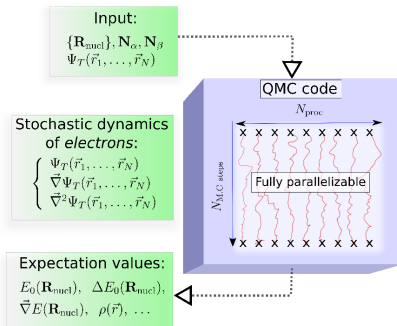 Input:
{R_nucl}, N_α, N_β
Ψ_T(r⃗_1, . . . , r⃗_N)
QMC code
N_proc
x x x x x x x x x
Stochastic dynamics
of electrons:
Ψ_T(r⃗_1, . . . , r⃗_N)
∇⃗Ψ_T(r⃗_1, . . . , r⃗_N)
∇⃗²Ψ_T(r⃗_1, . . . , r⃗_N)
N_M.C steps
Fully parallelizable
x x x x x x x x x
Expectation values:
E_0(R_nucl), ΔE_0(R_nucl),
∇⃗E(R_nucl), ρ(r⃗), . . .